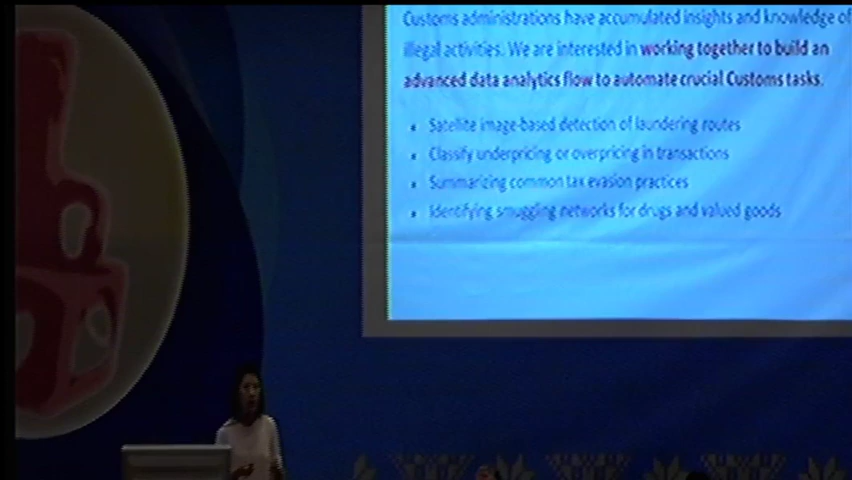 Customs administrations have accumulated insights and knowledge of
illegal activities. We are interested in working together to build an
advanced data analytics flow to automate crucial Customs tasks.
• Satellite image-based detection of laundering routes
• Classify underpricing or overpricing in transactions
• Summarizing common tax evasion practices
• Identifying smuggling networks for drugs and valued goods